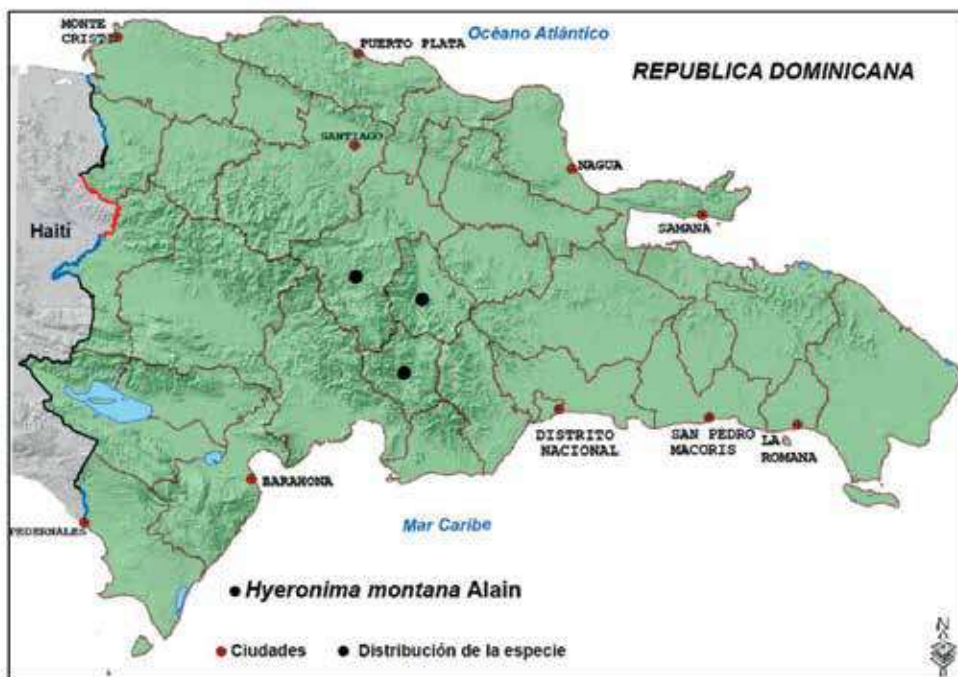 MONTE
CRISTI
PUERTO PLATA
Océano Atlántico
REPUBLICA DOMINICANA
SANTIAGO
NAGUA
SAMANA
Haiti
DISTRITO
NACIONAL
SAN PEDRO
MACORIS
LA
ROMANA
BARAHONA
PEDERNALES
Mar Caribe
Hyeronima montana Alain
Ciudades
Distribución de la especie
N